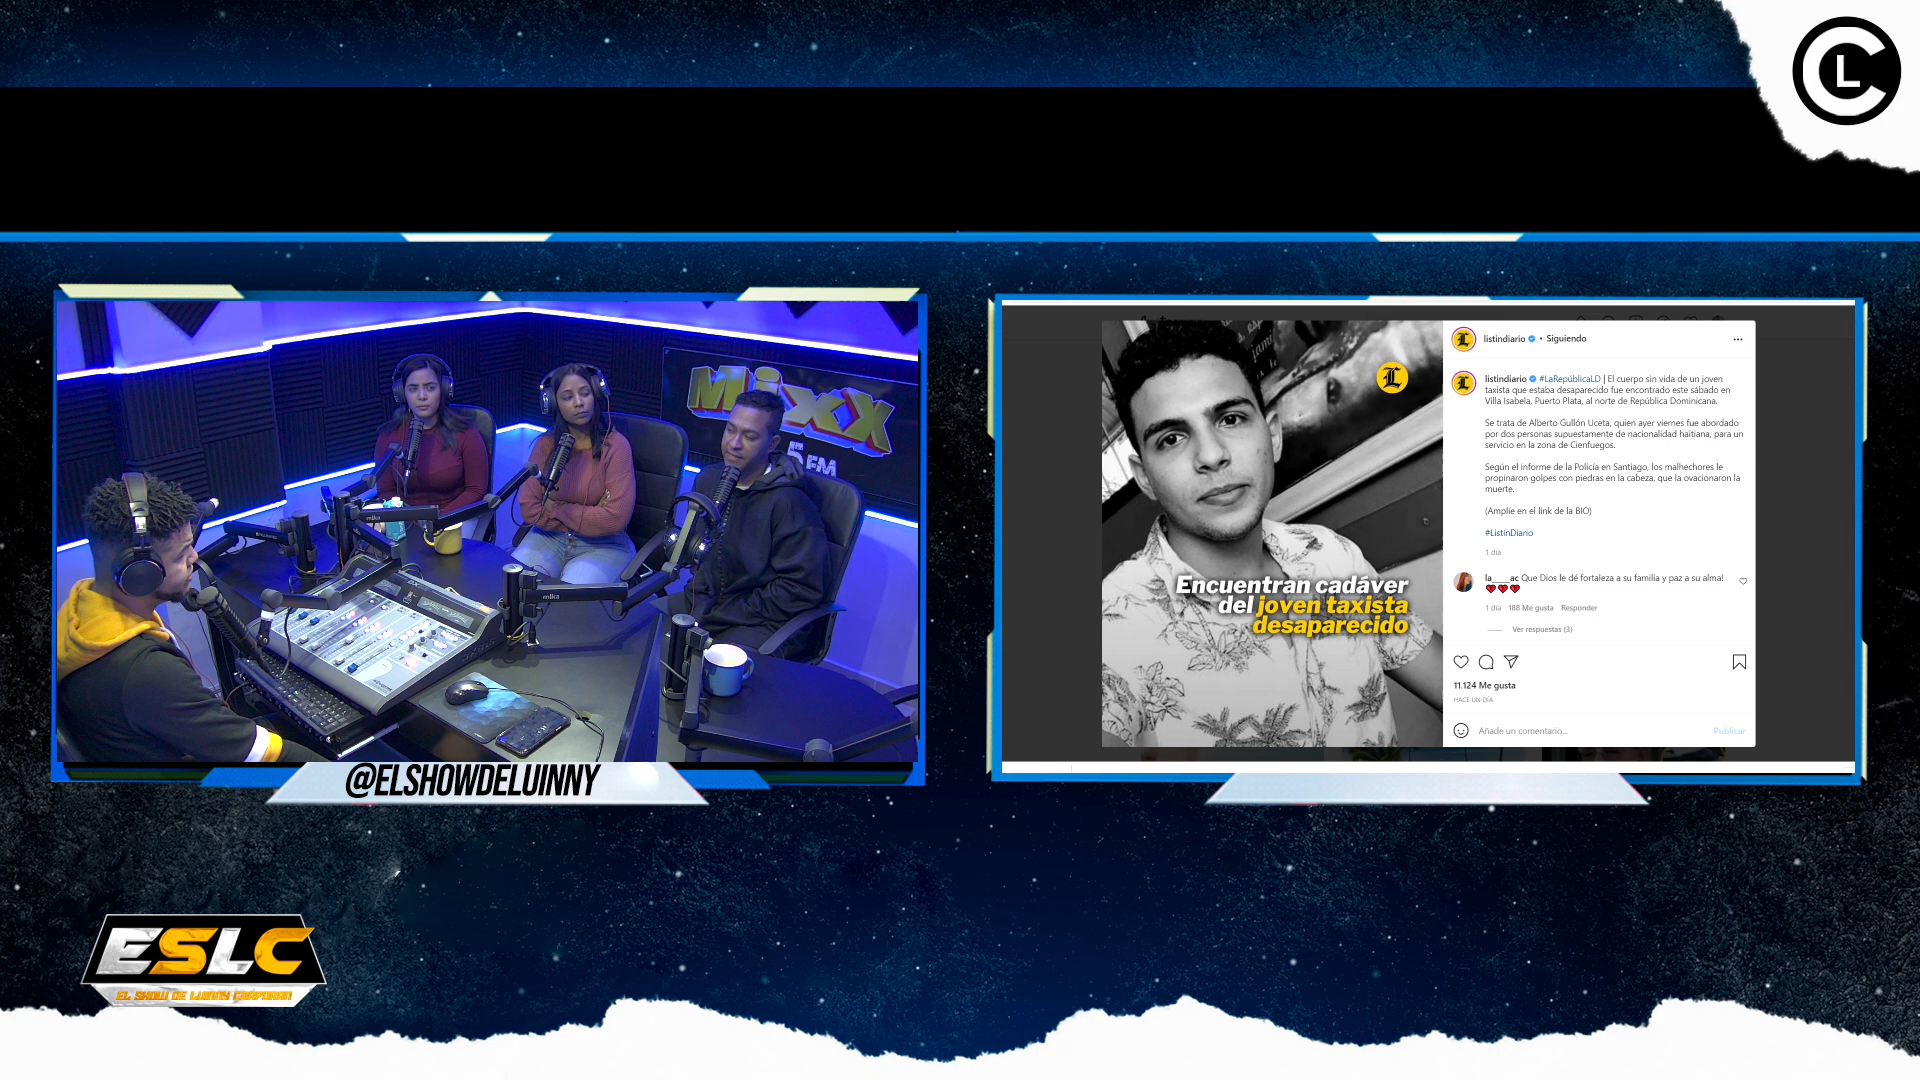 CL
MiXX
5 FM
mika
mika
@ELSHOWDELUINNY
ESLC
EL SHOW DE LUINNY CORPORAN
L
Encuentran cadáver
del joven taxista
desaparecido
listindiario • Siguiendo
listindiario #LaRepúblicaLD | El cuerpo sin vida de un joven
taxista que estaba desaparecido fue encontrado este sábado en
Villa Isabela, Puerto Plata, al norte de República Dominicana.
Se trata de Alberto Gullón Uceta, quien ayer viernes fue abordado
por dos personas supuestamente de nacionalidad haitiana, para un
servicio en la zona de Cienfuegos.
Según el informe de la Policía en Santiago, los malhechores le
propinaron golpes con piedras en la cabeza, que la ovacionaron la
muerte.
(Amplíe en el link de la BIO)
#ListínDiario
1 día
la____ac Que Dios le dé fortaleza a su familia y paz a su alma!
1 día 188 Me gusta Responder
Ver respuestas (3)
11.124 Me gusta
HACE UN DÍA
Añade un comentario...
Publicar